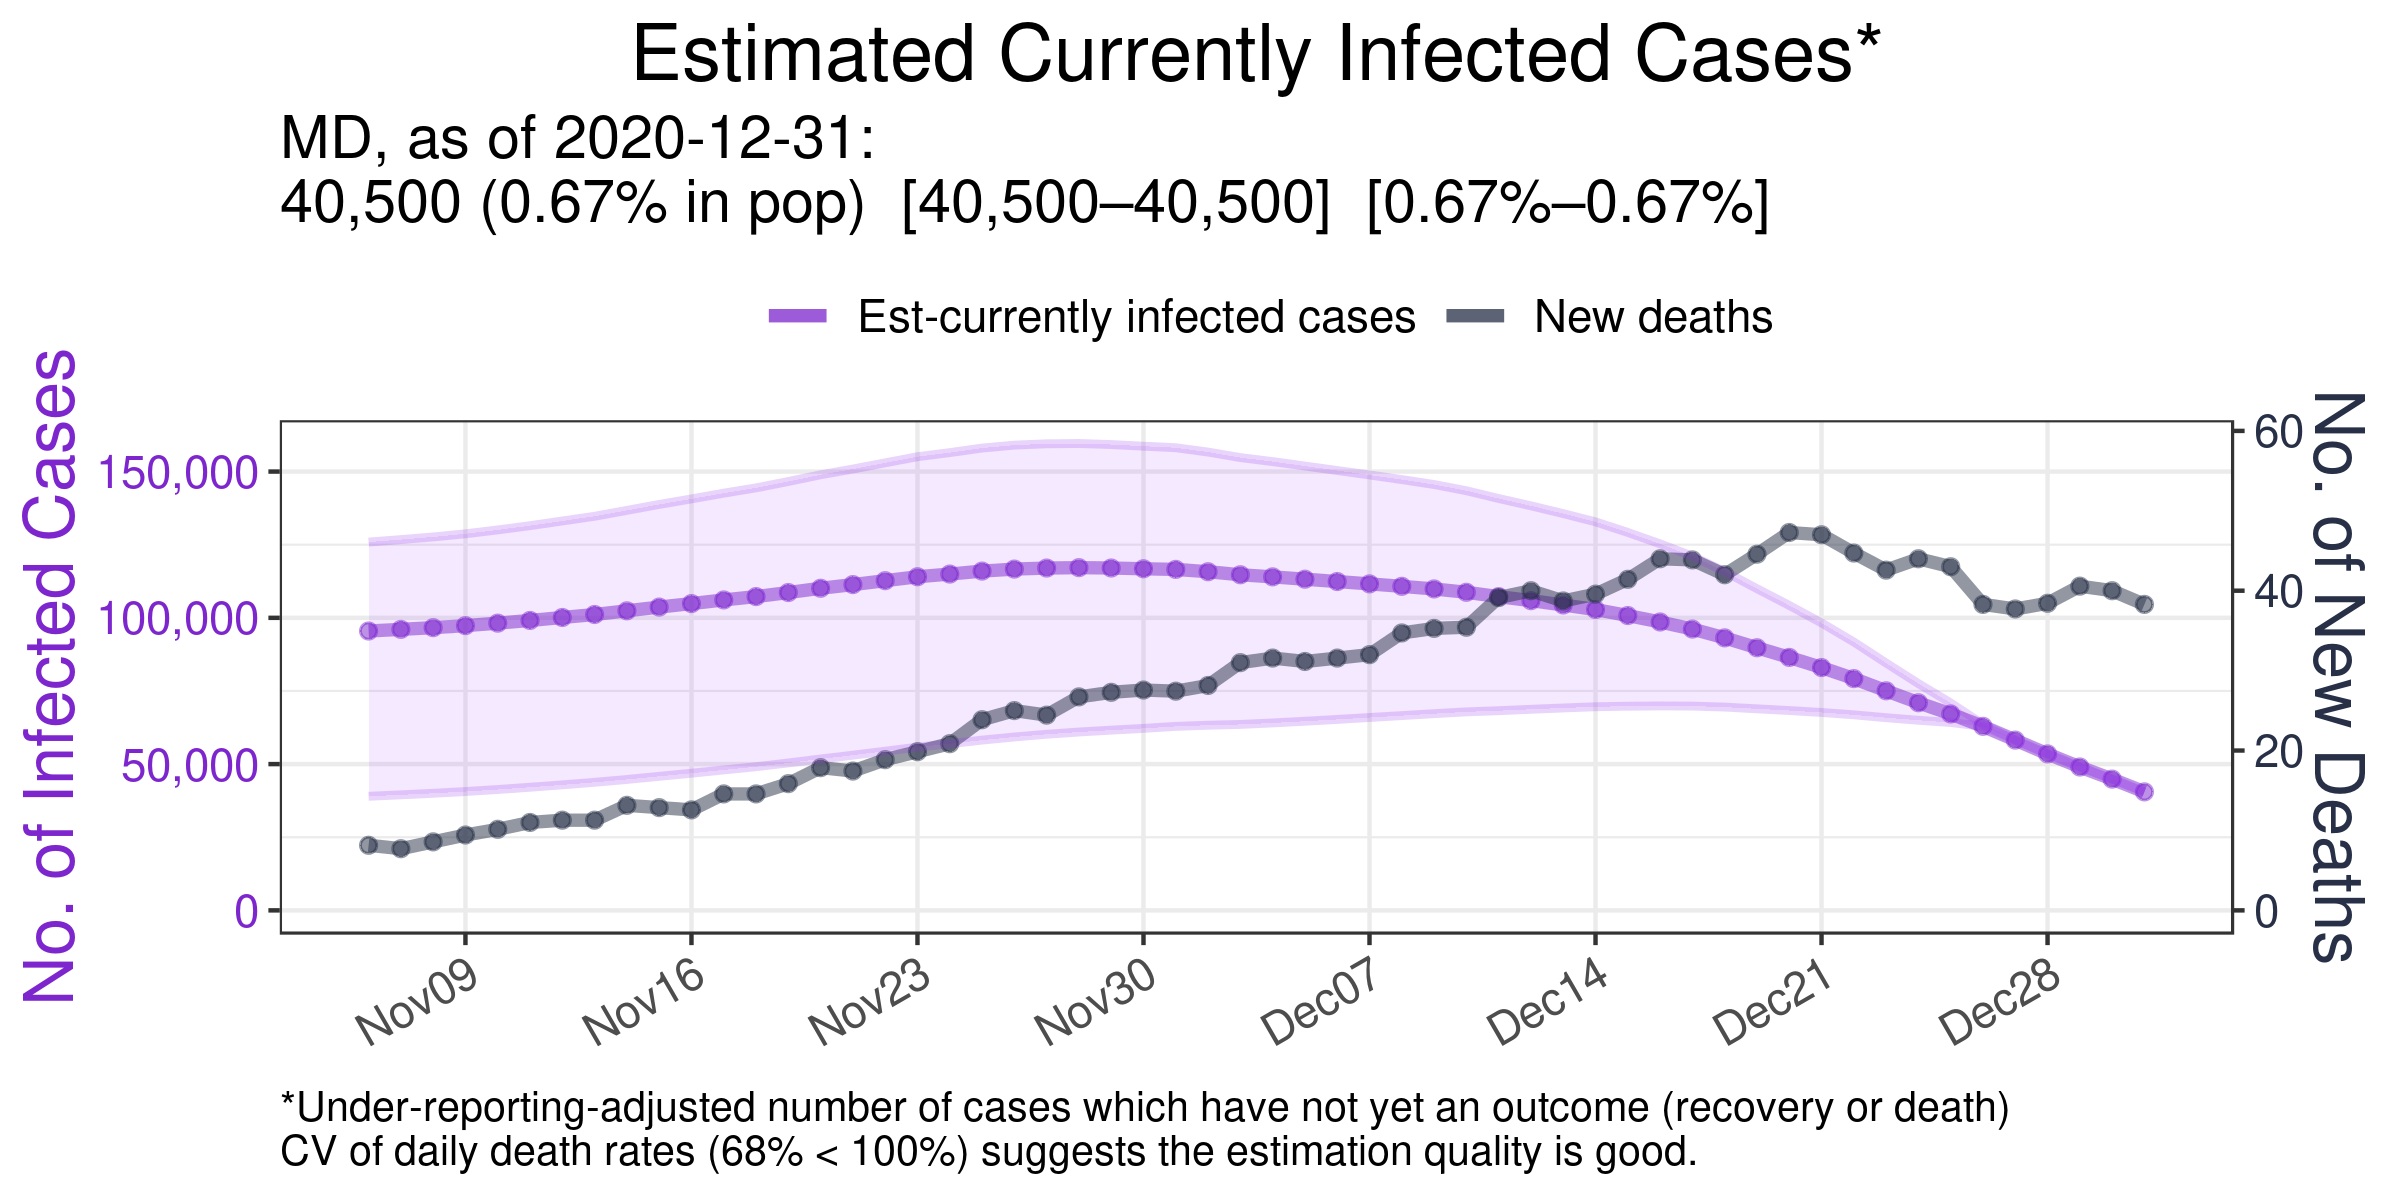 Estimated Currently Infected Cases*
MD, as of 2020-12-31:
40,500 (0.67% in pop)  [40,500–40,500]  [0.67%–0.67%]
Est-currently infected cases
New deaths
No. of Infected Cases
150,000
100,000
50,000
0
60
40
20
0
No. of New Deaths
Nov09
Nov16
Nov23
Nov30
Dec07
Dec14
Dec21
Dec28
*Under-reporting-adjusted number of cases which have not yet an outcome (recovery or death)
CV of daily death rates (68% < 100%) suggests the estimation quality is good.